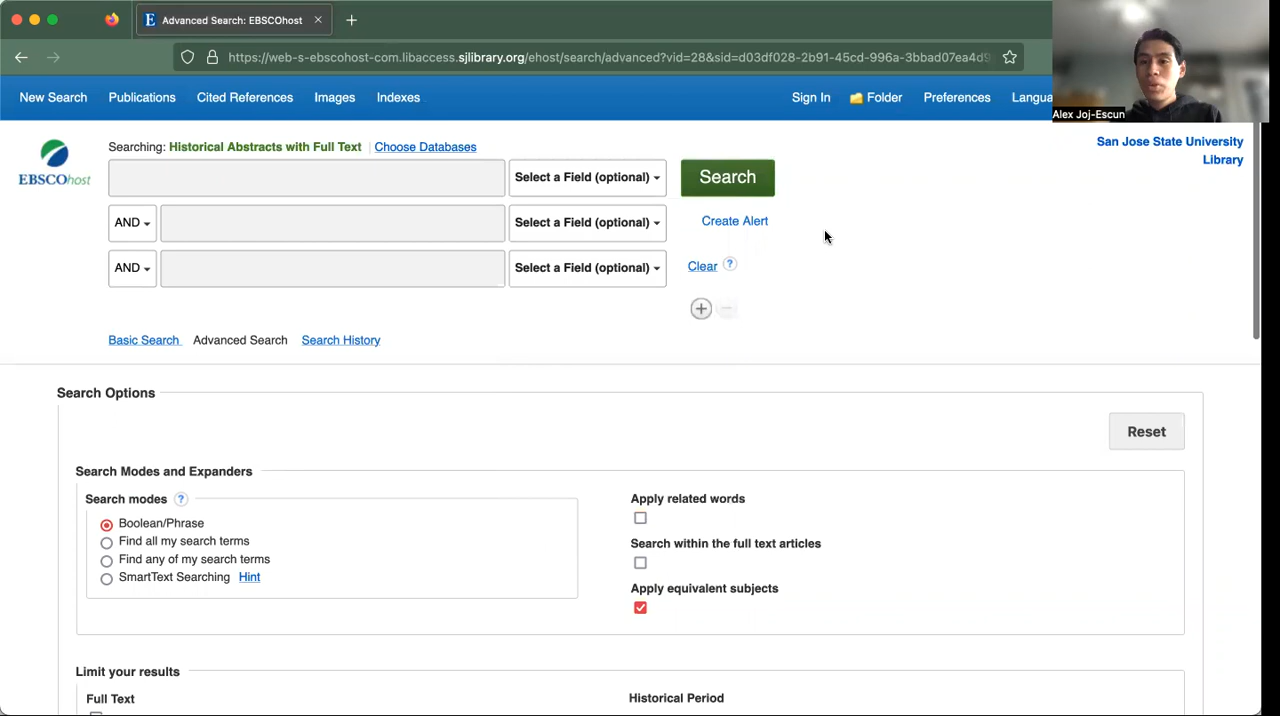 Advanced Search: EBSCOhost
https://web-s-ebscohost-com.libaccess.sjlibrary.org/ehost/search/advanced?vid=28&sid=d03df028-2b91-45cd-996a-3bbad07ea4d9
New Search Publications Cited References Images Indexes Sign In Folder Preferences Langua
Alex Joj-Escun
San Jose State University
Library
EBSCOhost
Searching: Historical Abstracts with Full Text Choose Databases
Select a Field (optional) Search
AND Select a Field (optional) Create Alert
AND Select a Field (optional) Clear ?
Basic Search Advanced Search Search History
Search Options
Reset
Search Modes and Expanders
Search modes ?
Boolean/Phrase
Find all my search terms
Find any of my search terms
SmartText Searching Hint
Apply related words
Search within the full text articles
Apply equivalent subjects
Limit your results
Full Text
Historical Period